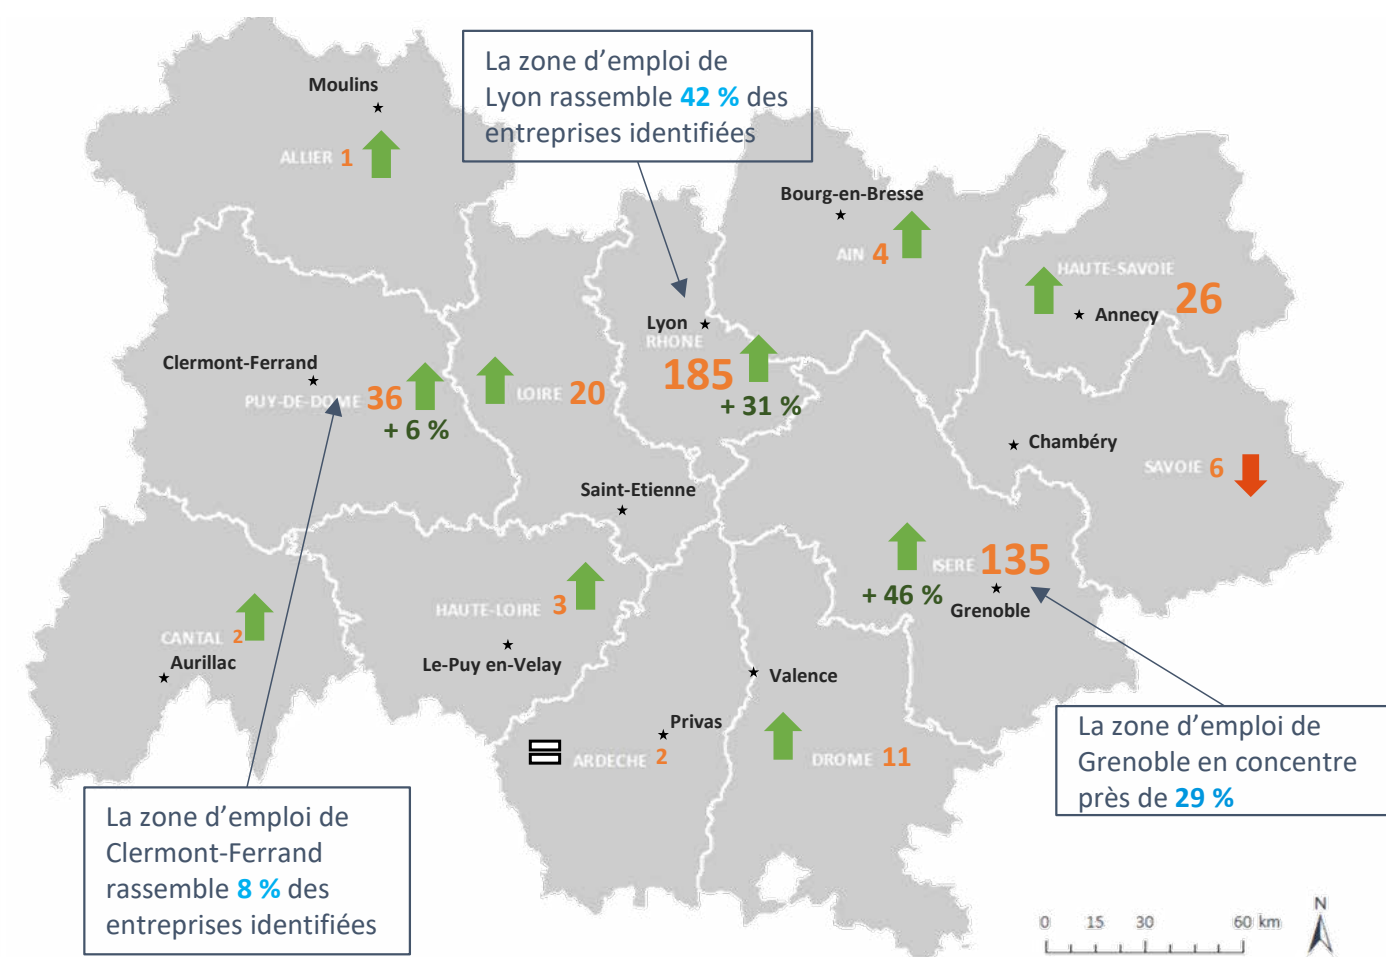 La zone d’emploi de
Lyon rassemble 42 % des
entreprises identifiées
Moulins
ALLIER 1
Bourg-en-Bresse
AIN 4
HAUTE-SAVOIE
26
Annecy
Lyon
RHONE
185
+ 31 %
Clermont-Ferrand
PUY-DE-DOME 36
+ 6 %
LOIRE 20
Chambéry
SAVOIE 6
Saint-Etienne
ISERE 135
+ 46 %
Grenoble
HAUTE-LOIRE 3
Le-Puy en-Velay
CANTAL 2
Aurillac
Valence
Privas
ARDECHE 2
DROME 11
La zone d’emploi de
Grenoble en concentre
près de 29 %
La zone d’emploi de
Clermont-Ferrand
rassemble 8 % des
entreprises identifiées
N
0 15 30 60 km